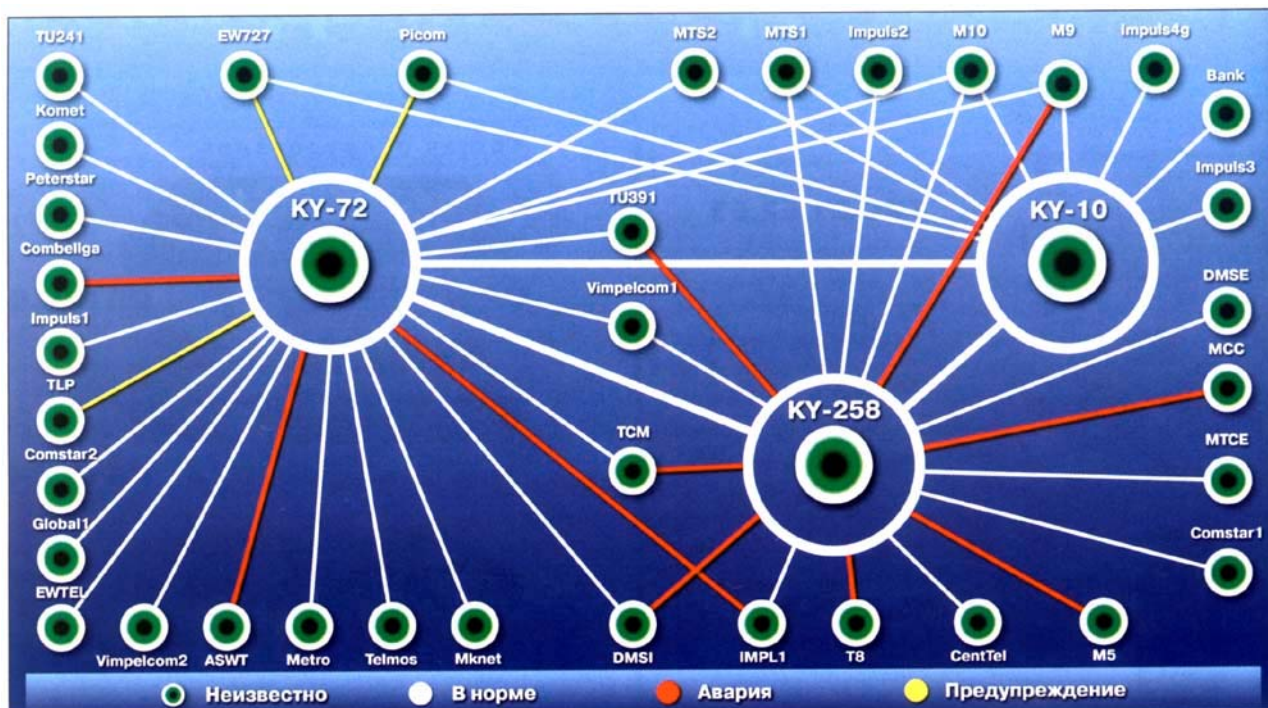 TU241
EW727
Picom
MTS2
MTS1
Impuls2
M10
M9
Impuls4g
Bank
Komet
Peterstar
Impuls3
KY-72
TU391
KY-10
Combellga
DMSE
Impuls1
Vimpelcom1
MCC
TLP
KY-258
TCM
MTCE
Comstar2
Global1
Comstar1
EWTEL
Vimpelcom2
ASWT
Metro
Telmos
Mknet
DMSI
IMPL1
T8
CentTel
M5
Неизвестно
В норме
Авария
Предупреждение